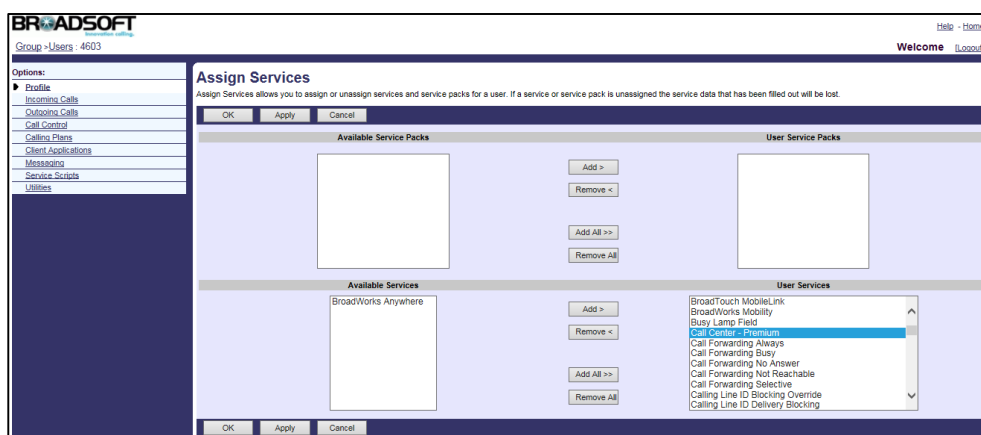 BROADSOFT
innovation calling.
Help - Home
Group >Users : 4603
Welcome [Logout
Options:
Profile
Incoming Calls
Outgoing Calls
Call Control
Calling Plans
Client Applications
Messaging
Service Scripts
Utilities
Assign Services
Assign Services allows you to assign or unassign services and service packs for a user. If a service or service pack is unassigned the service data that has been filled out will be lost.
OK Apply Cancel
Available Service Packs User Service Packs
Add >
Remove <
Add All >>
Remove All
Available Services User Services
BroadWorks Anywhere
Add >
Remove <
Add All >>
Remove All
BroadTouch MobileLink
BroadWorks Mobility
Busy Lamp Field
Call Center - Premium
Call Forwarding Always
Call Forwarding Busy
Call Forwarding No Answer
Call Forwarding Not Reachable
Call Forwarding Selective
Calling Line ID Blocking Override
Calling Line ID Delivery Blocking
OK Apply Cancel